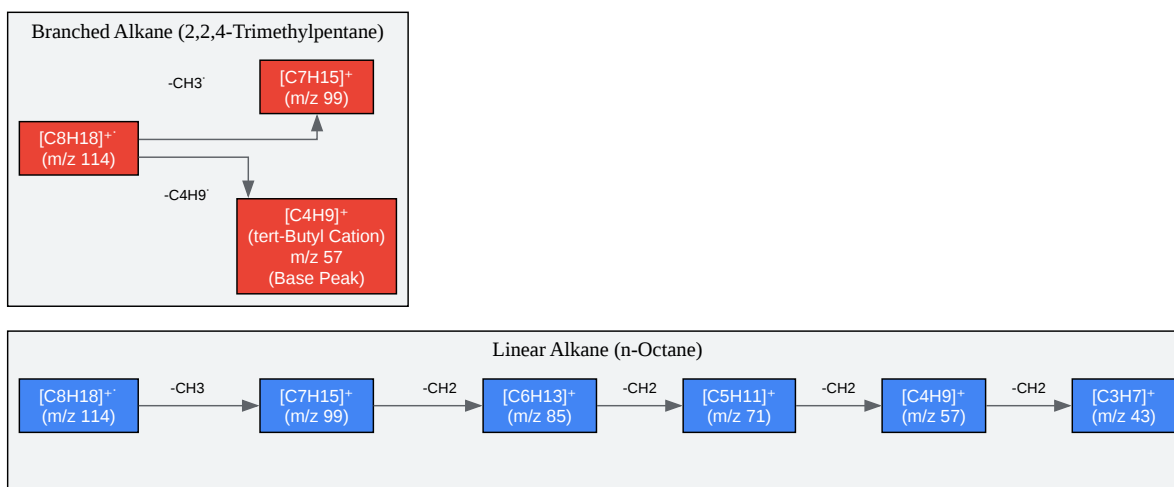 Branched Alkane (2,2,4-Trimethylpentane)
-CH3˙
[C7H15]⁺
(m/z 99)
[C8H18]⁺˙
(m/z 114)
-C4H9˙
[C4H9]⁺
(tert-Butyl Cation)
m/z 57
(Base Peak)
Linear Alkane (n-Octane)
[C8H18]⁺˙
(m/z 114)
-CH3
[C7H15]⁺
(m/z 99)
-CH2
[C6H13]⁺
(m/z 85)
-CH2
[C5H11]⁺
(m/z 71)
-CH2
[C4H9]⁺
(m/z 57)
-CH2
[C3H7]⁺
(m/z 43)